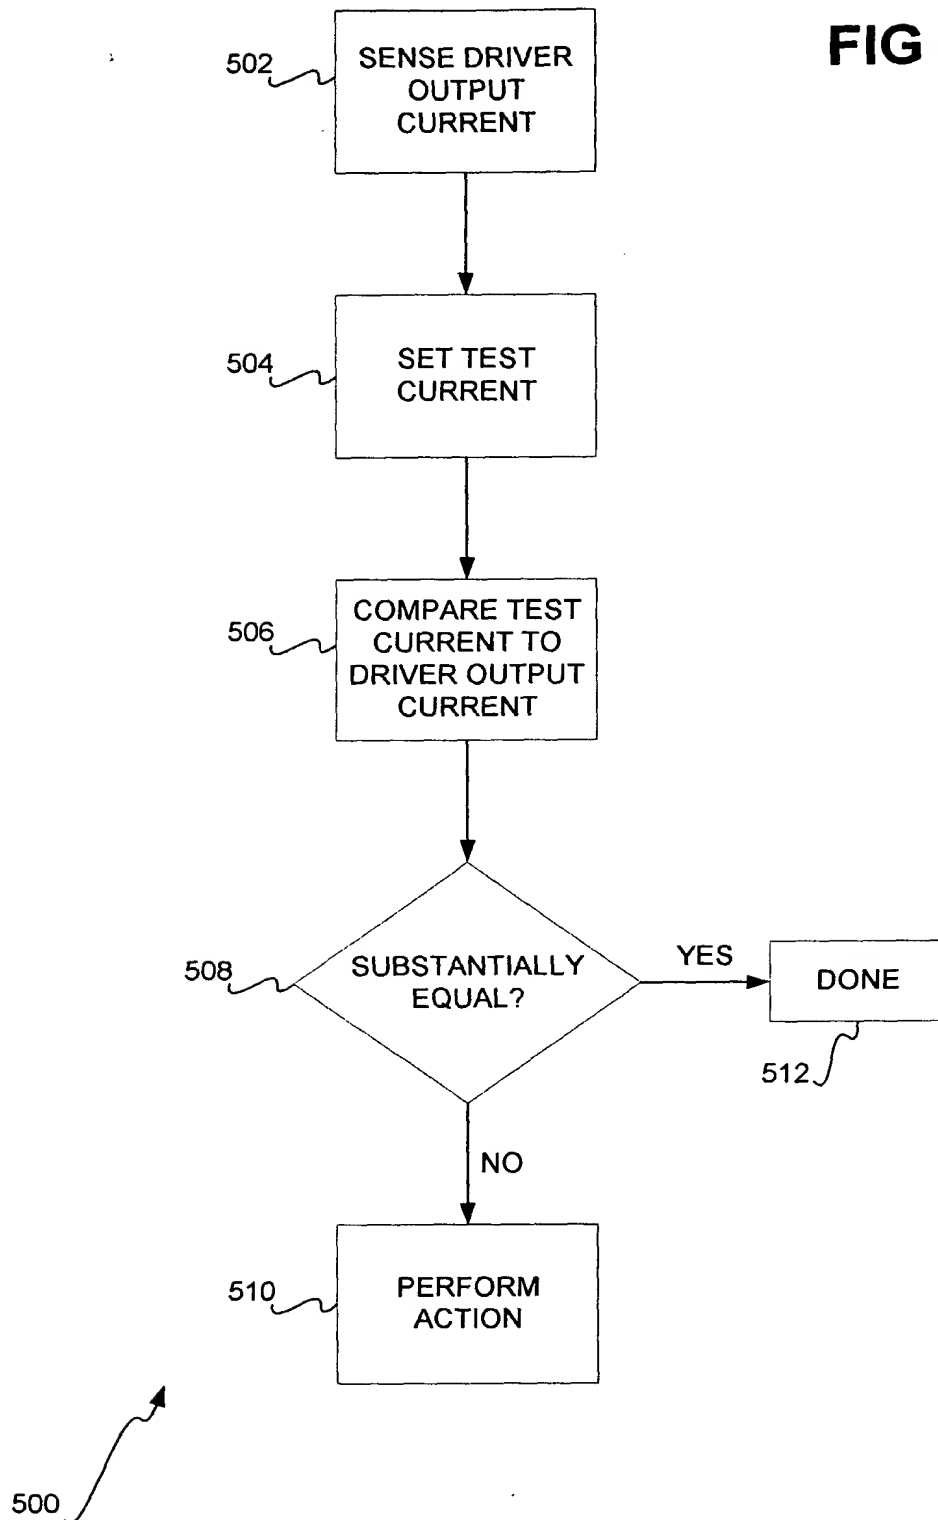 FIG
502
SENSE DRIVER
OUTPUT
CURRENT
504
SET TEST
CURRENT
506
COMPARE TEST
CURRENT TO
DRIVER OUTPUT
CURRENT
508
SUBSTANTIALLY
EQUAL?
YES
DONE
512
NO
510
PERFORM
ACTION
500